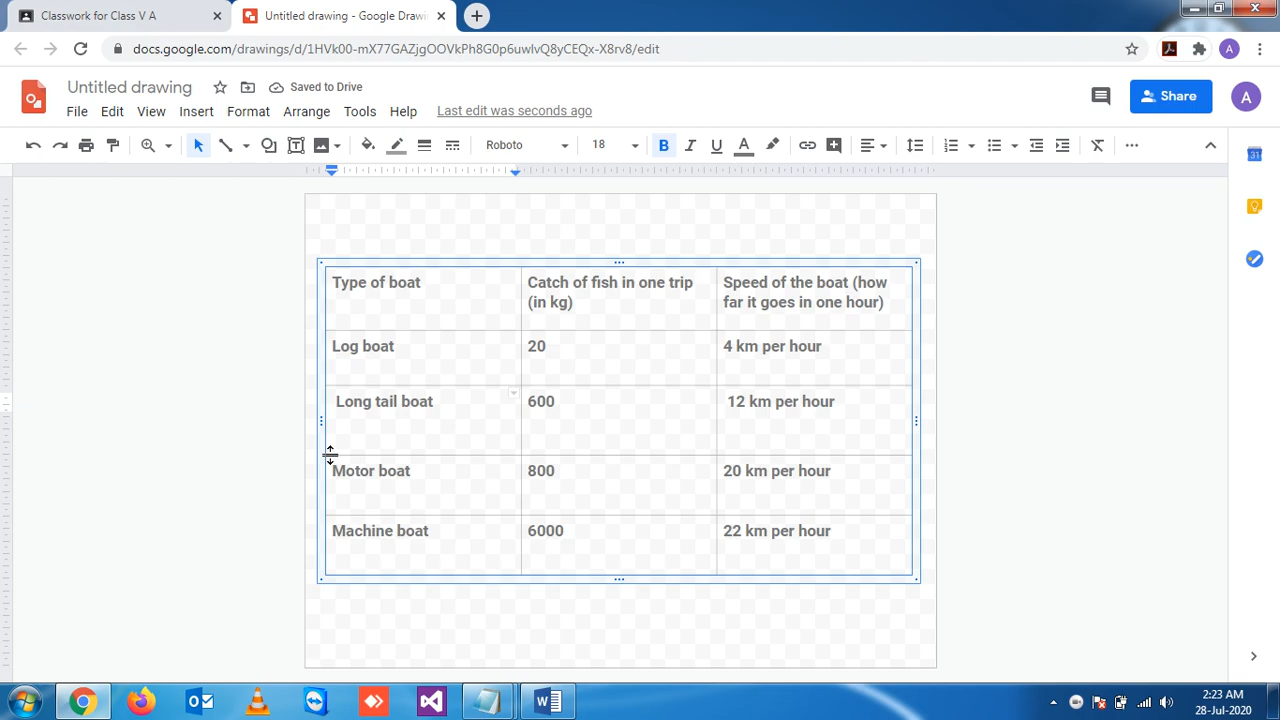 Classwork for Class V A
Untitled drawing - Google Drawi
docs.google.com/drawings/d/1HVk00-mX77GAZjgOOVkPh8G0p6uwIvQ8yCEQx-X8rv8/edit
A
Untitled drawing
Saved to Drive
File Edit View Insert Format Arrange Tools Help Last edit was seconds ago
Share
A
Roboto 18 B I U A
31
Type of boat Catch of fish in one trip (in kg) Speed of the boat (how far it goes in one hour)
Log boat 20 4 km per hour
Long tail boat 600 12 km per hour
Motor boat 800 20 km per hour
Machine boat 6000 22 km per hour
2:23 AM
28-Jul-2020